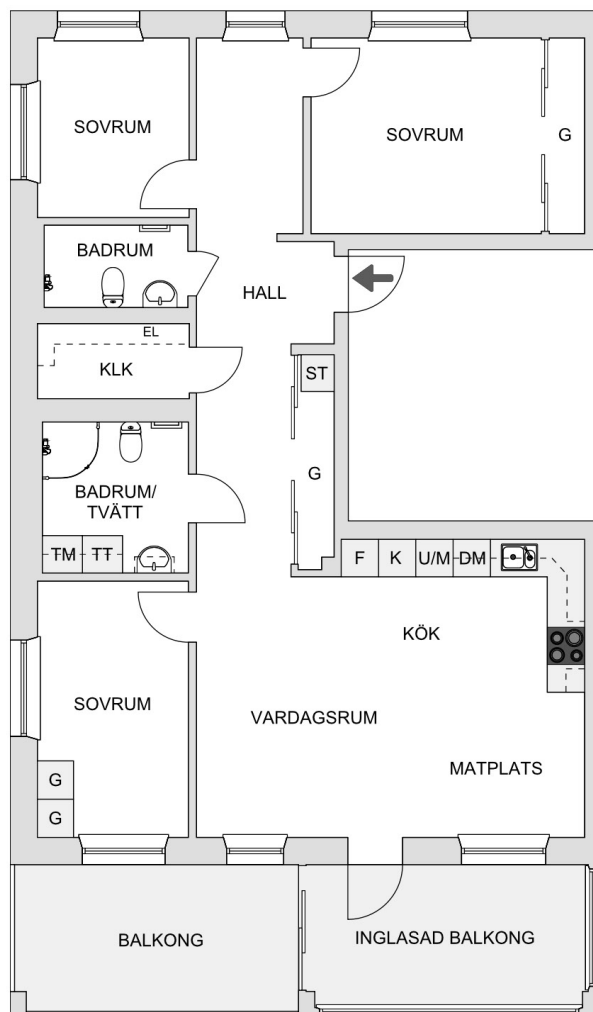 SOVRUM
SOVRUM
G
BADRUM
HALL
EL
KLK
ST
G
BADRUM/
TVÄTT
TM TT
F K U/M DM
KÖK
SOVRUM
VARDAGSRUM
MATPLATS
G
G
BALKONG
INGLASAD BALKONG